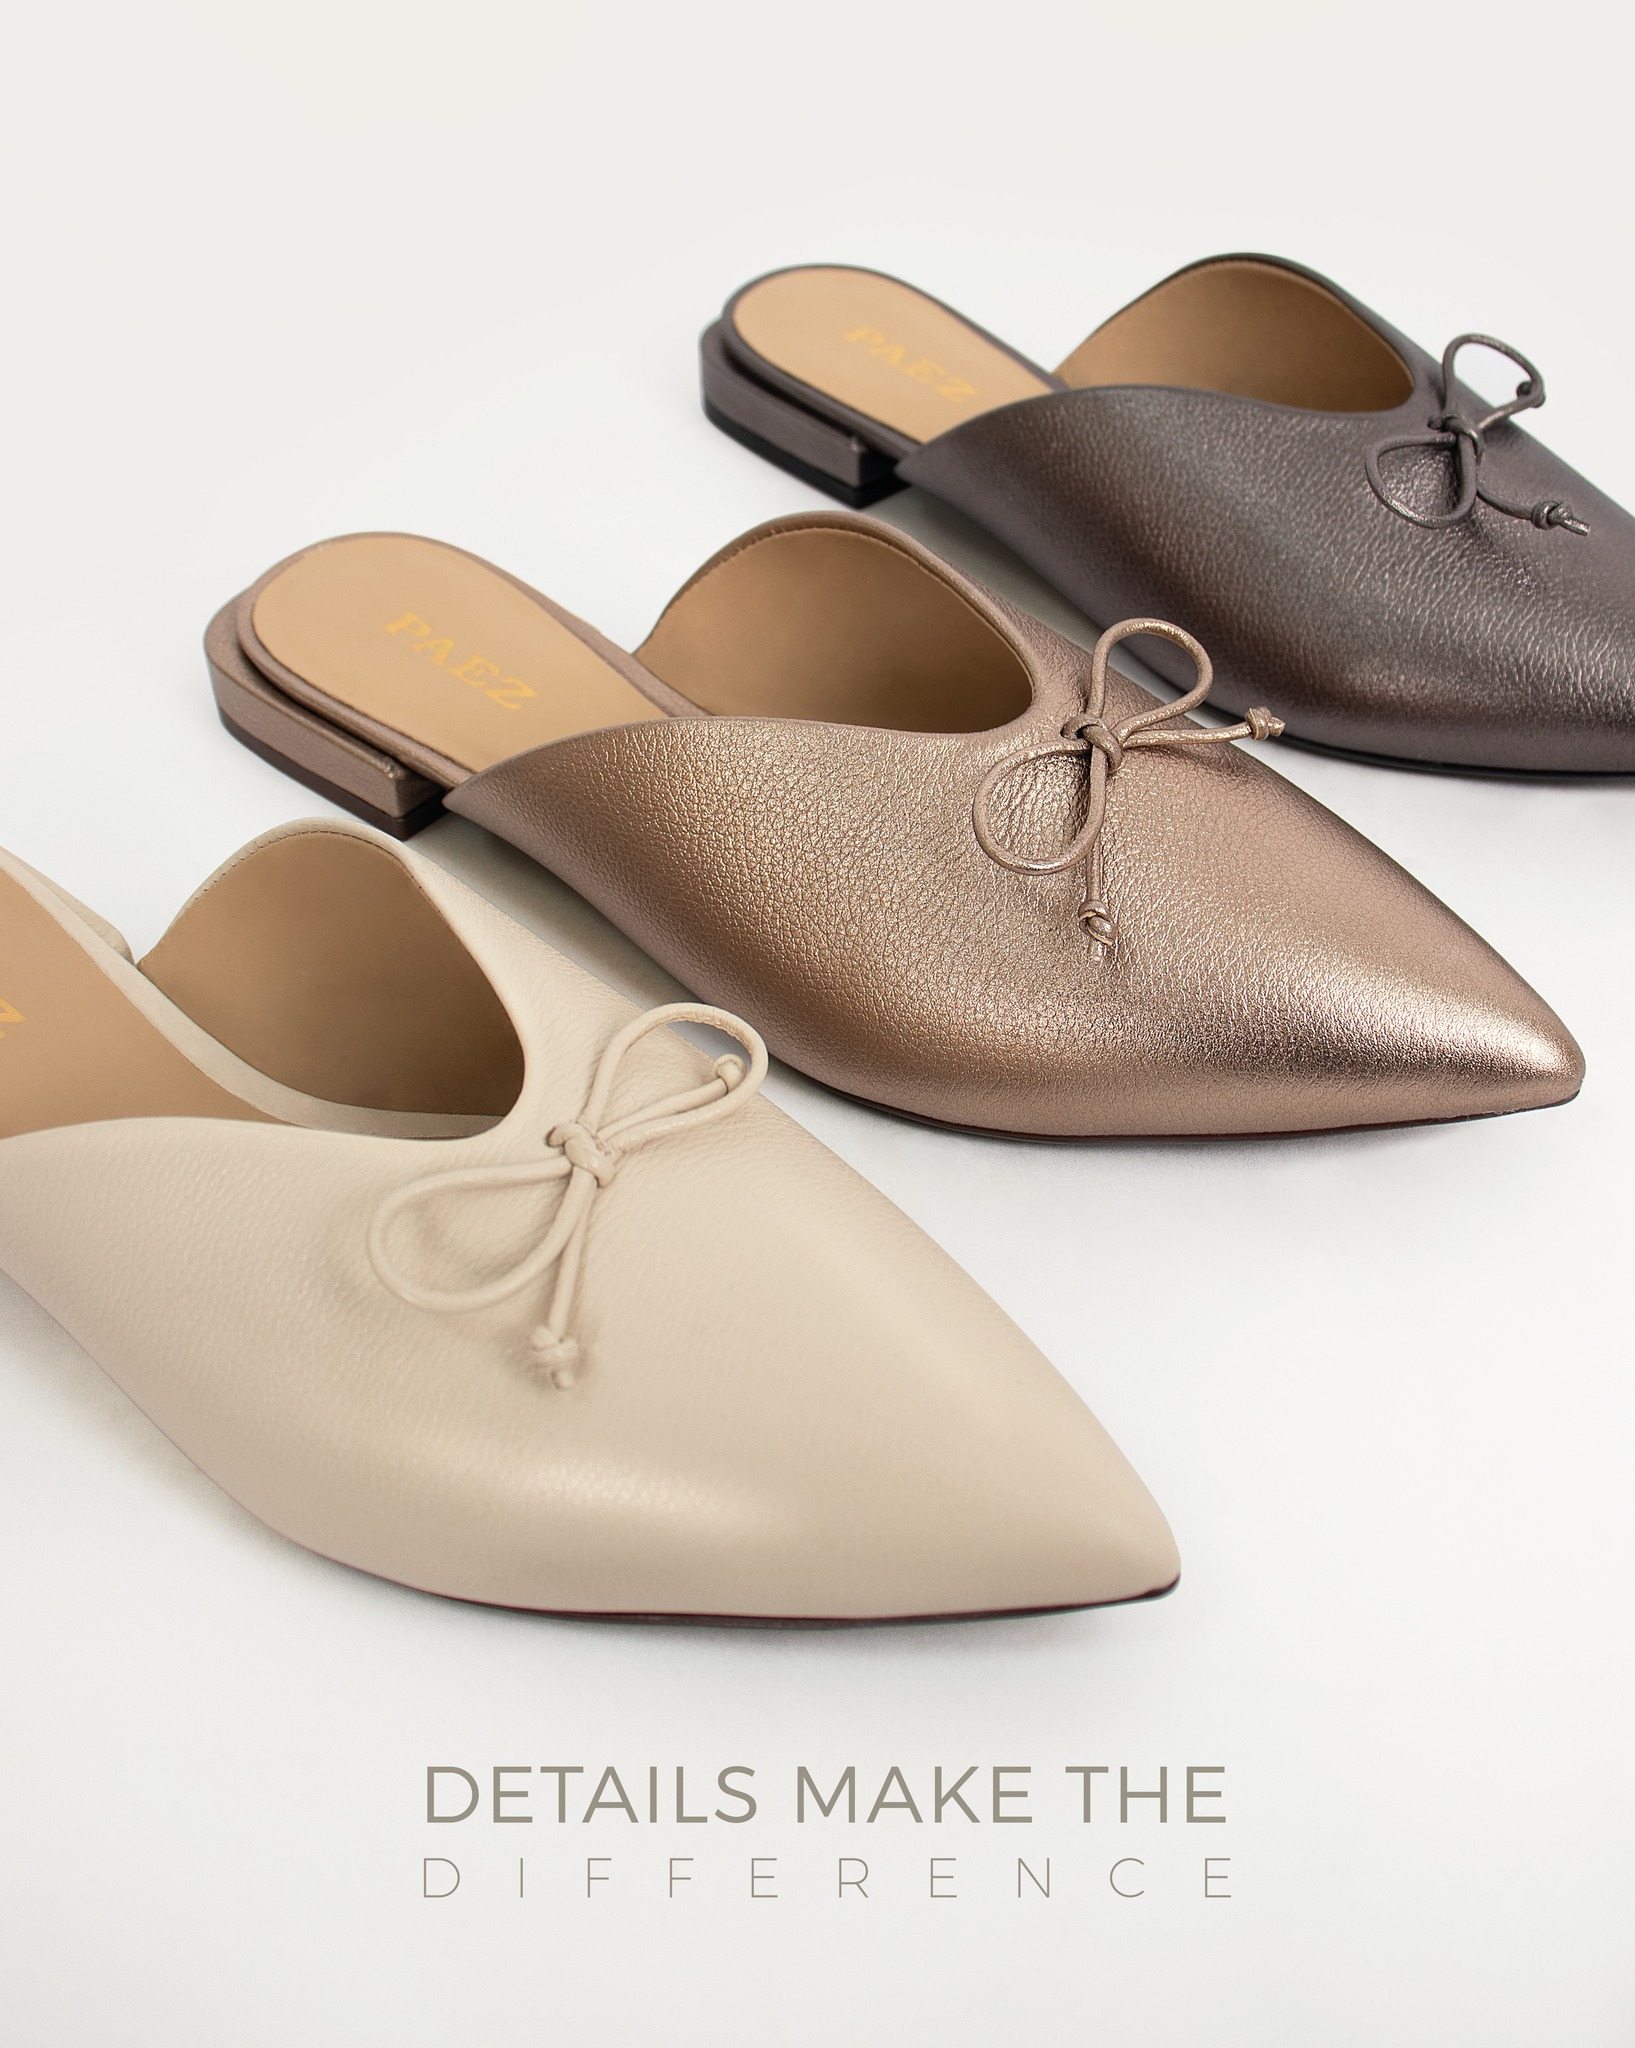 PAEZ
PAEZ
Z
DETAILS MAKE THE
DIFFERENCE